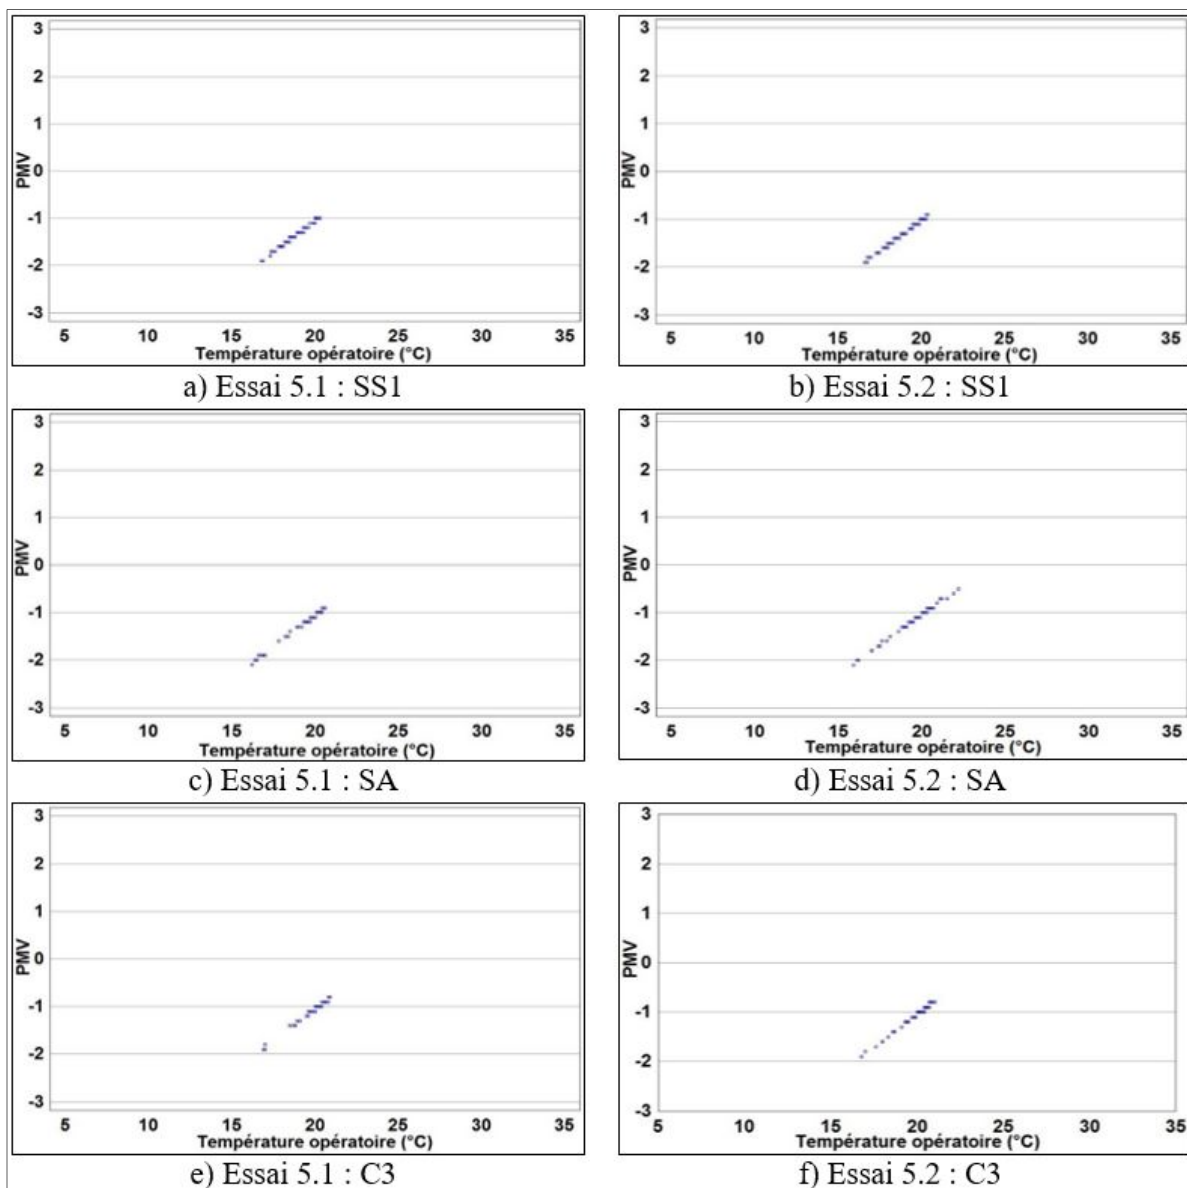 3
2
1
0
-1
-2
-3
PMV
5 10 15 20 25 30 35
Température opératoire (°C)
a) Essai 5.1 : SS1
3
2
1
0
-1
-2
-3
PMV
5 10 15 20 25 30 35
Température opératoire (°C)
b) Essai 5.2 : SS1
3
2
1
0
-1
-2
-3
PMV
5 10 15 20 25 30 35
Température opératoire (°C)
c) Essai 5.1 : SA
3
2
1
0
-1
-2
-3
PMV
5 10 15 20 25 30 35
Température opératoire (°C)
d) Essai 5.2 : SA
3
2
1
0
-1
-2
-3
PMV
5 10 15 20 25 30 35
Température opératoire (°C)
e) Essai 5.1 : C3
3
2
1
0
-1
-2
-3
PMV
5 10 15 20 25 30 35
Température opératoire (°C)
f) Essai 5.2 : C3